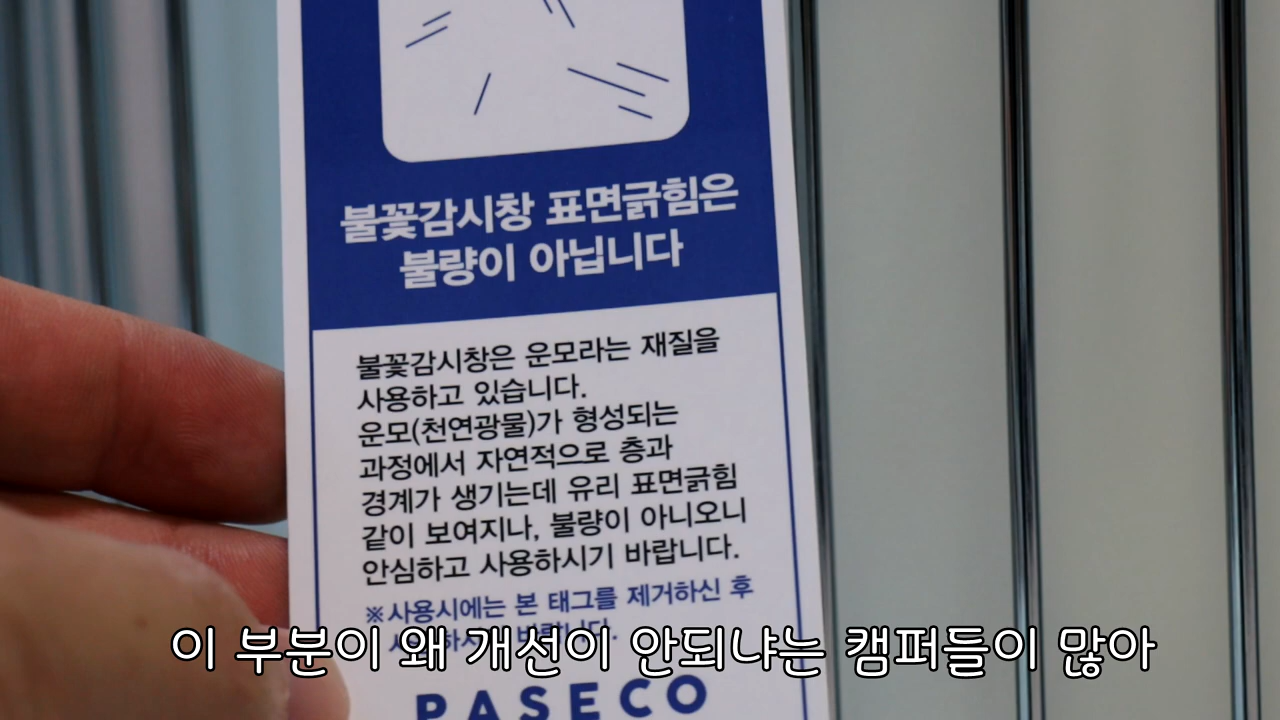 불꽃감시창 표면긁힘은
불량이 아닙니다
불꽃감시창은 운모라는 재질을
사용하고 있습니다.
운모(천연광물)가 형성되는
과정에서 자연적으로 층과
경계가 생기는데 유리 표면긁힘
같이 보여지나, 불량이 아니오니
안심하고 사용하시기 바랍니다.
※사용시에는 본 태그를 제거하신 후
이 부분이 왜 개선이 안되냐는 캠퍼들이 많아
PASECO